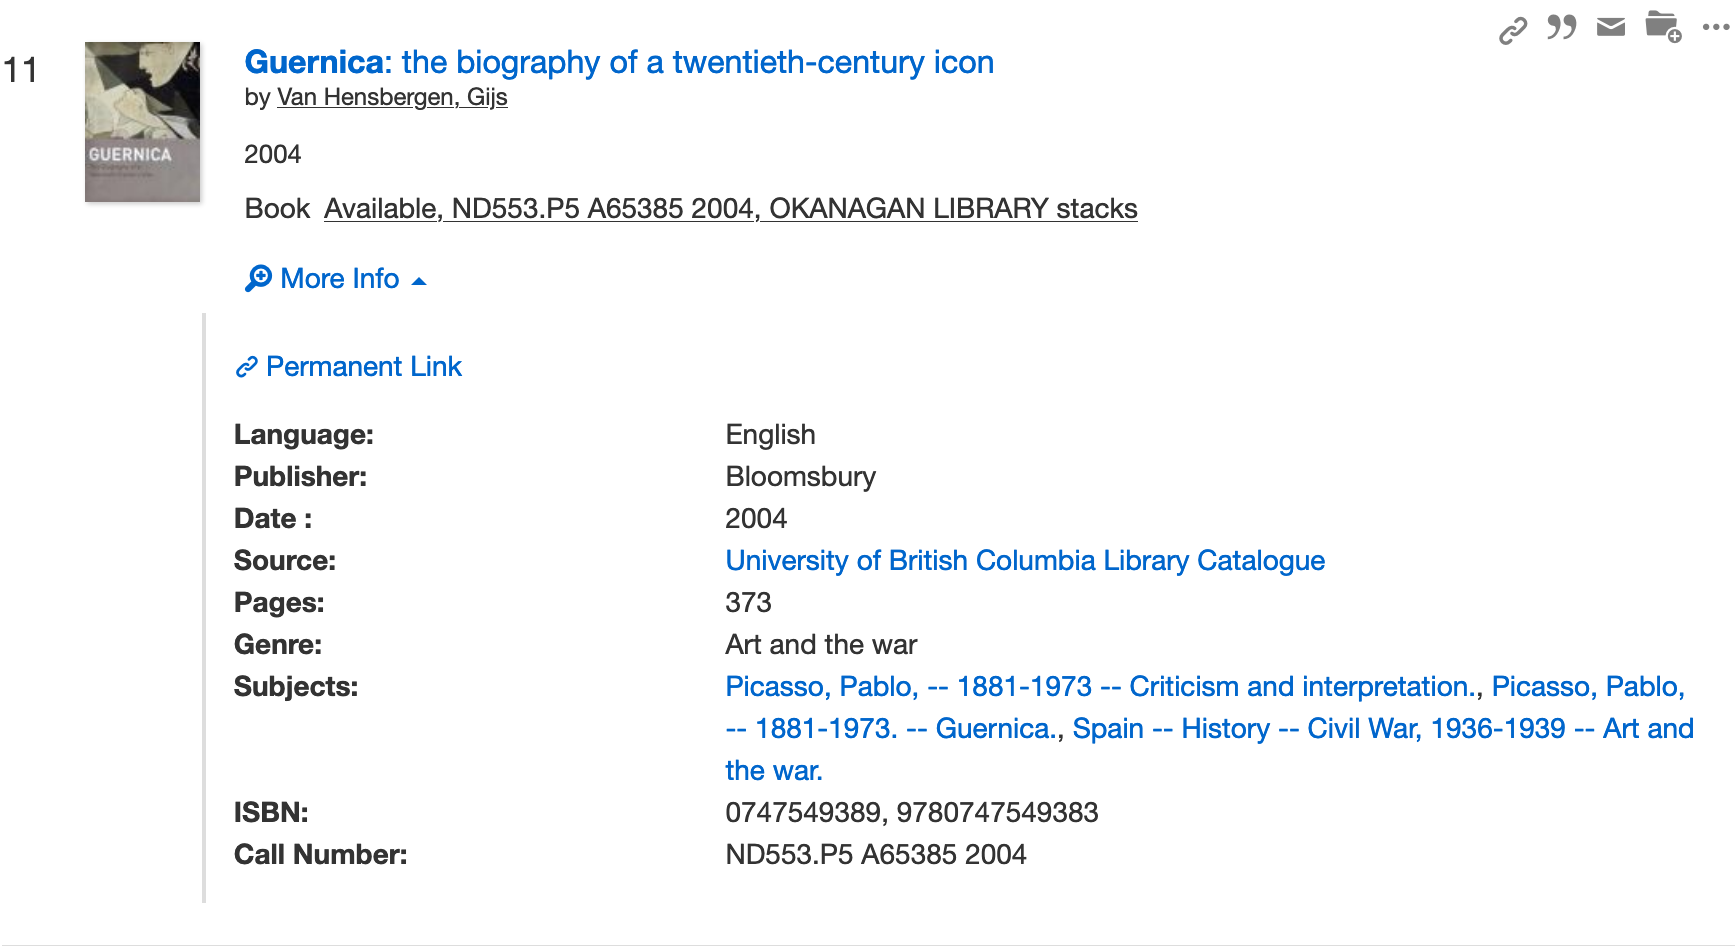 11
GUERNICA
Guernica: the biography of a twentieth-century icon
by Van Hensbergen, Gijs
2004
Book Available, ND553.P5 A65385 2004, OKANAGAN LIBRARY stacks
More Info
Permanent Link
Language: English
Publisher: Bloomsbury
Date : 2004
Source: University of British Columbia Library Catalogue
Pages: 373
Genre: Art and the war
Subjects: Picasso, Pablo, -- 1881-1973 -- Criticism and interpretation., Picasso, Pablo,
-- 1881-1973. -- Guernica., Spain -- History -- Civil War, 1936-1939 -- Art and
the war.
ISBN: 0747549389, 9780747549383
Call Number: ND553.P5 A65385 2004